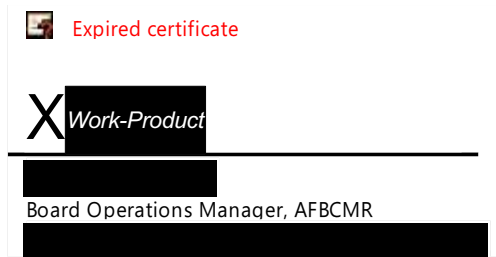 Expired certificate
X Work-Product
Board Operations Manager, AFBCMR